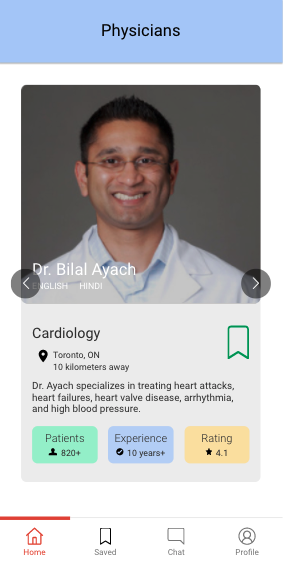 Physicians
Dr. Bilal Ayach
ENGLISH HINDI
Cardiology
Toronto, ON
10 kilometers away
Dr. Ayach specializes in treating heart attacks,
heart failures, heart valve disease, arrhythmia,
and high blood pressure.
Patients Experience Rating
820+ 10 years+ 4.1
Home Saved Chat Profile